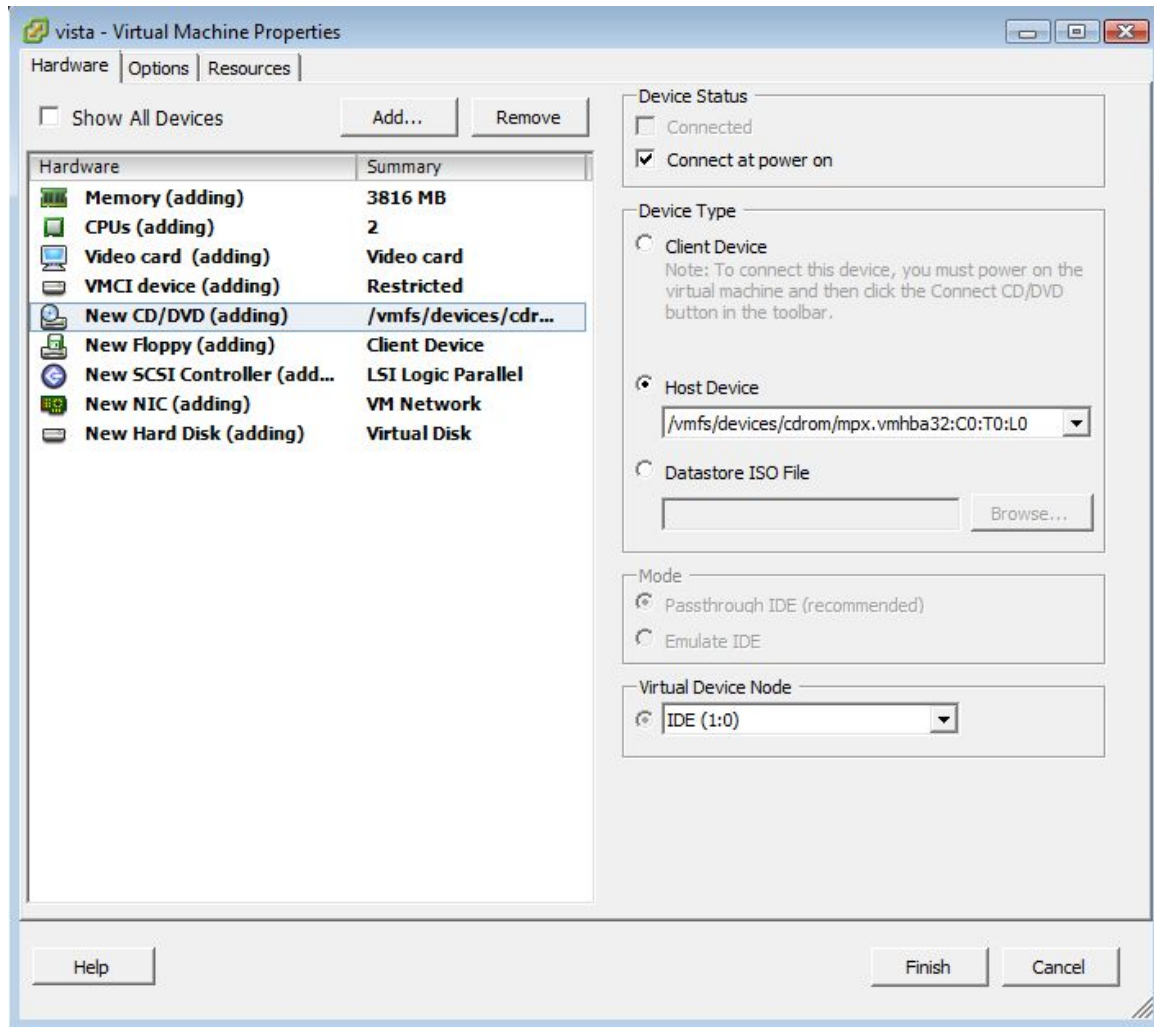 vista - Virtual Machine Properties
Hardware Options Resources
Show All Devices Add... Remove
Hardware Summary
Memory (adding) 3816 MB
CPUs (adding) 2
Video card (adding) Video card
VMCI device (adding) Restricted
New CD/DVD (adding) /vmfs/devices/cdr...
New Floppy (adding) Client Device
New SCSI Controller (add... LSI Logic Parallel
New NIC (adding) VM Network
New Hard Disk (adding) Virtual Disk
Device Status
Connected
Connect at power on
Device Type
Client Device
Note: To connect this device, you must power on the
virtual machine and then click the Connect CD/DVD
button in the toolbar.
Host Device
/vmfs/devices/cdrom/mpx.vmhba32:C0:T0:L0
Datastore ISO File
Browse...
Mode
Passthrough IDE (recommended)
Emulate IDE
Virtual Device Node
IDE (1:0)
Help Finish Cancel